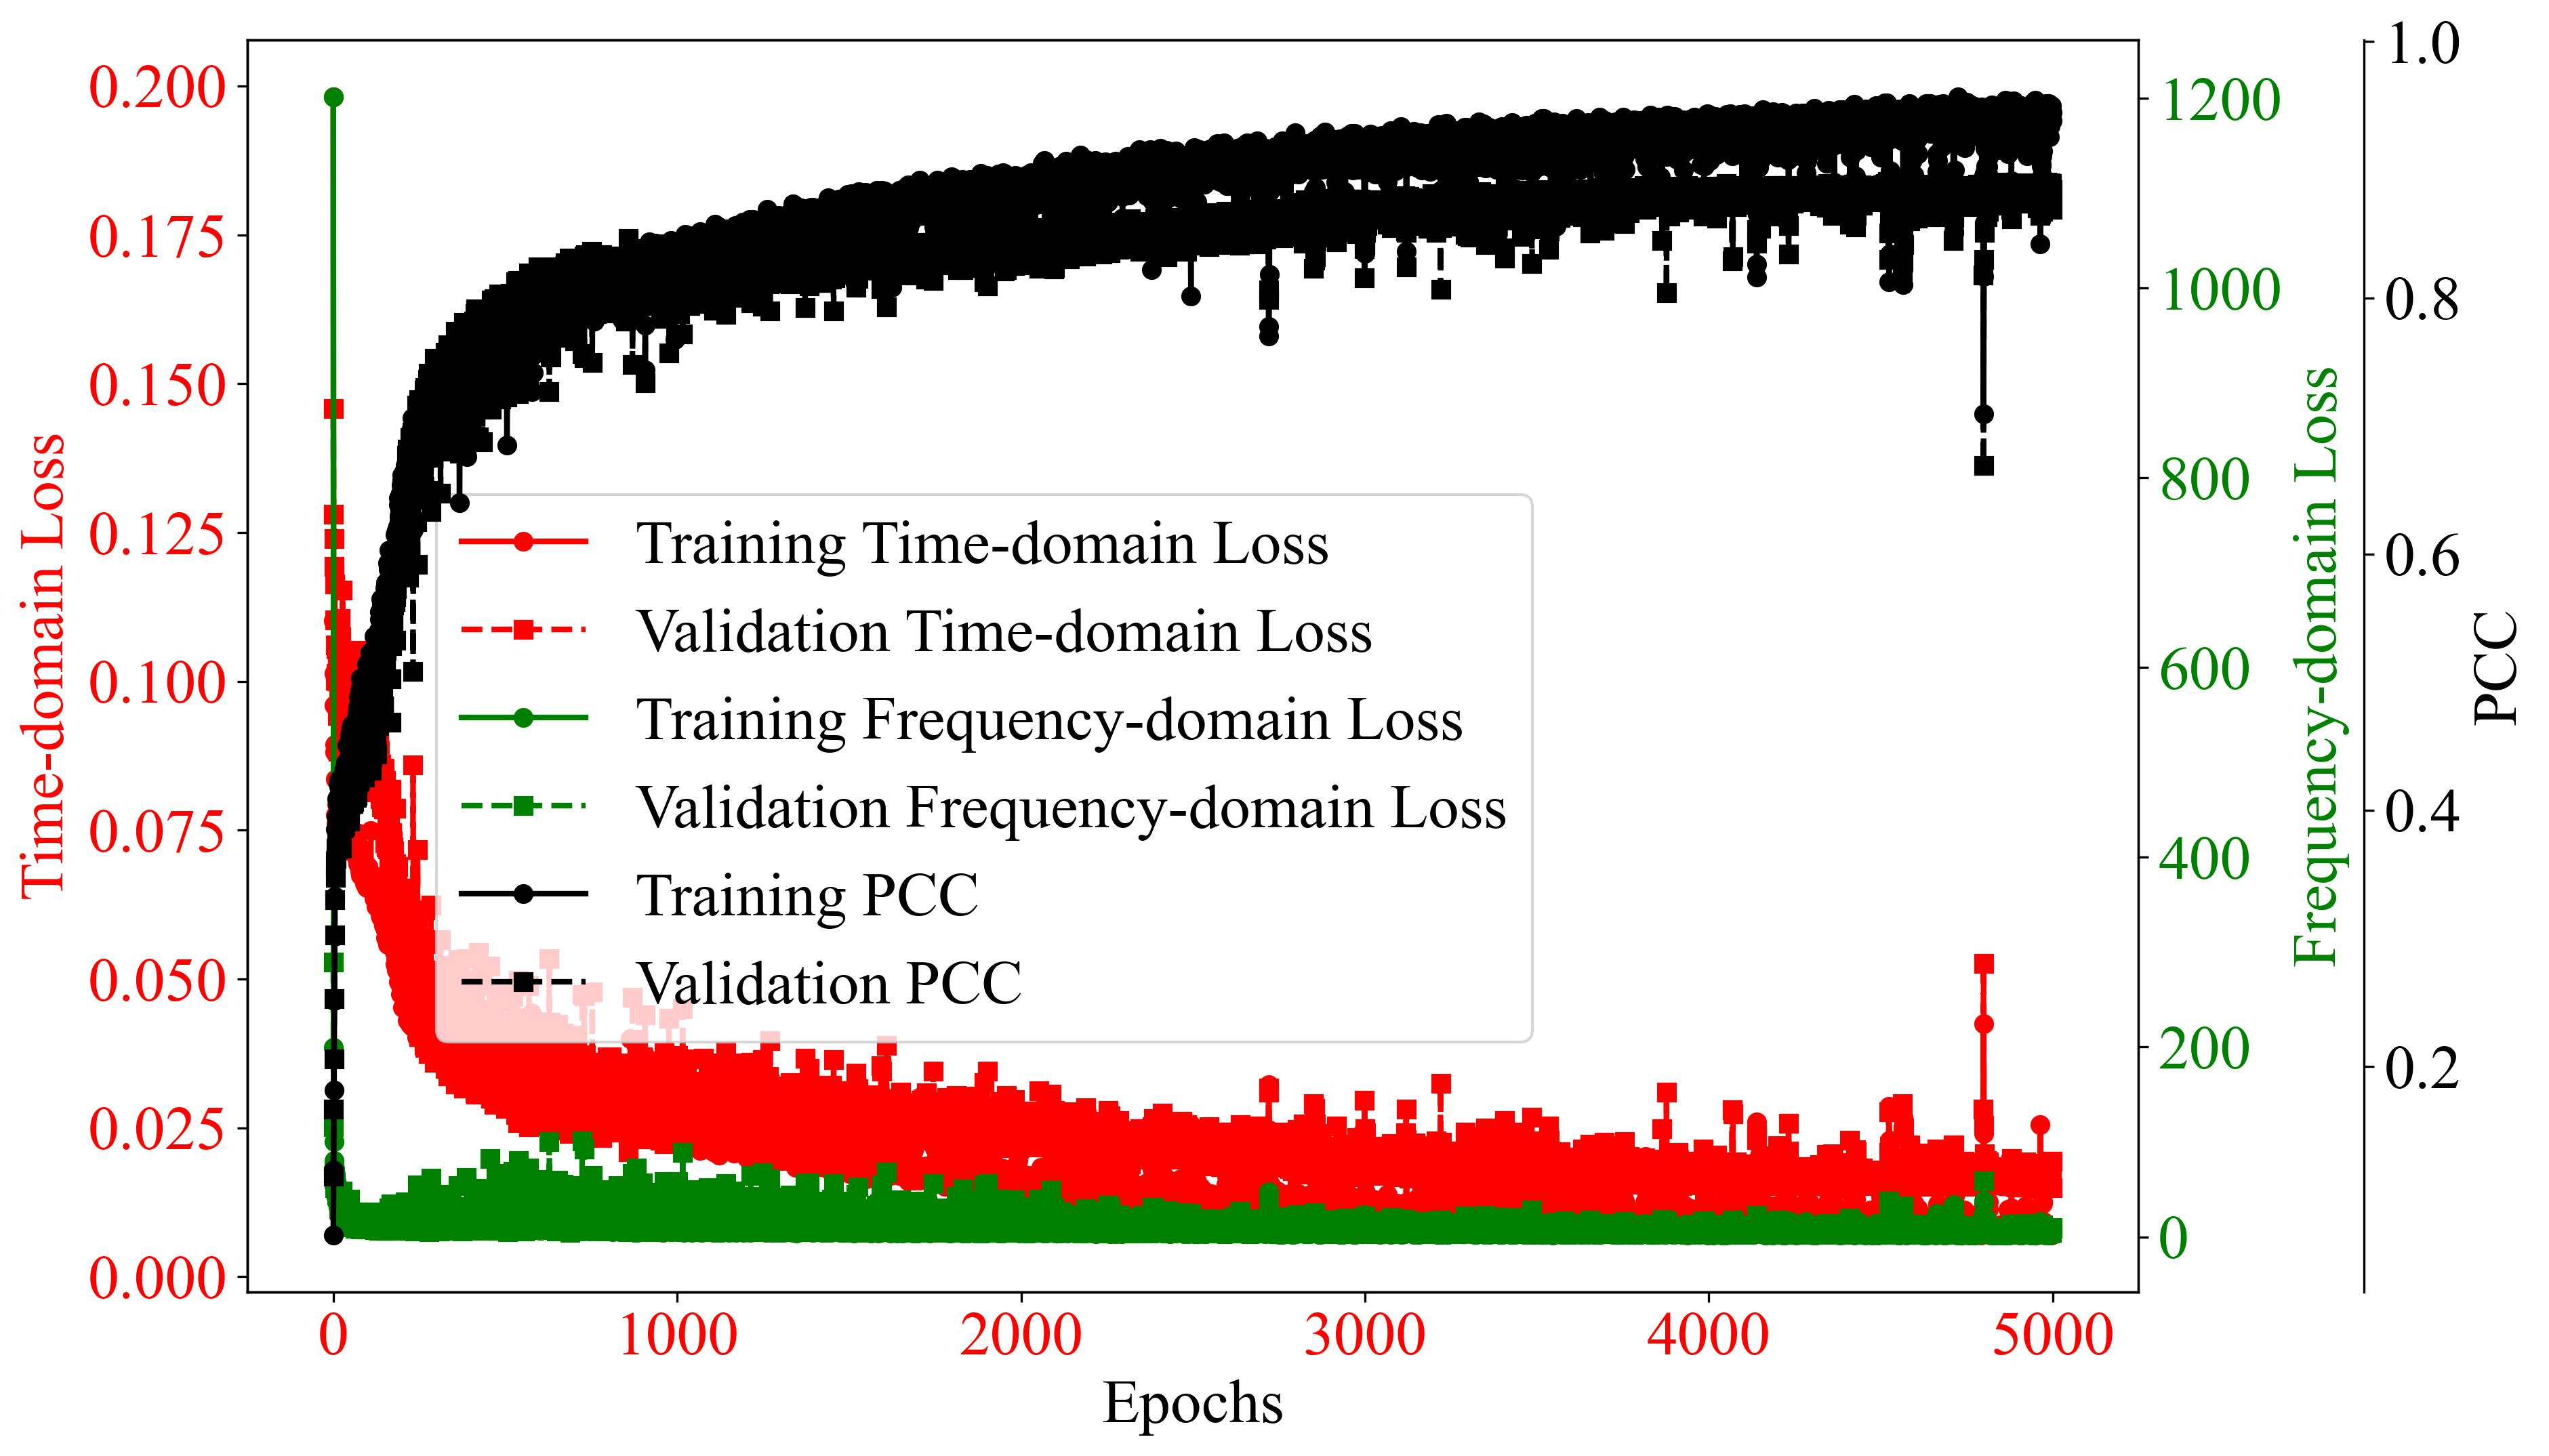 Time-domain Loss
0.200
0.175
0.150
0.125
0.100
0.075
0.050
0.025
0.000
Training Time-domain Loss
Validation Time-domain Loss
Training Frequency-domain Loss
Validation Frequency-domain Loss
Training PCC
Validation PCC
0 1000 2000 3000 4000 5000
Epochs
1200
1000
800
600
400
200
0
Frequency-domain Loss
1.0
0.8
0.6
0.4
0.2
PCC